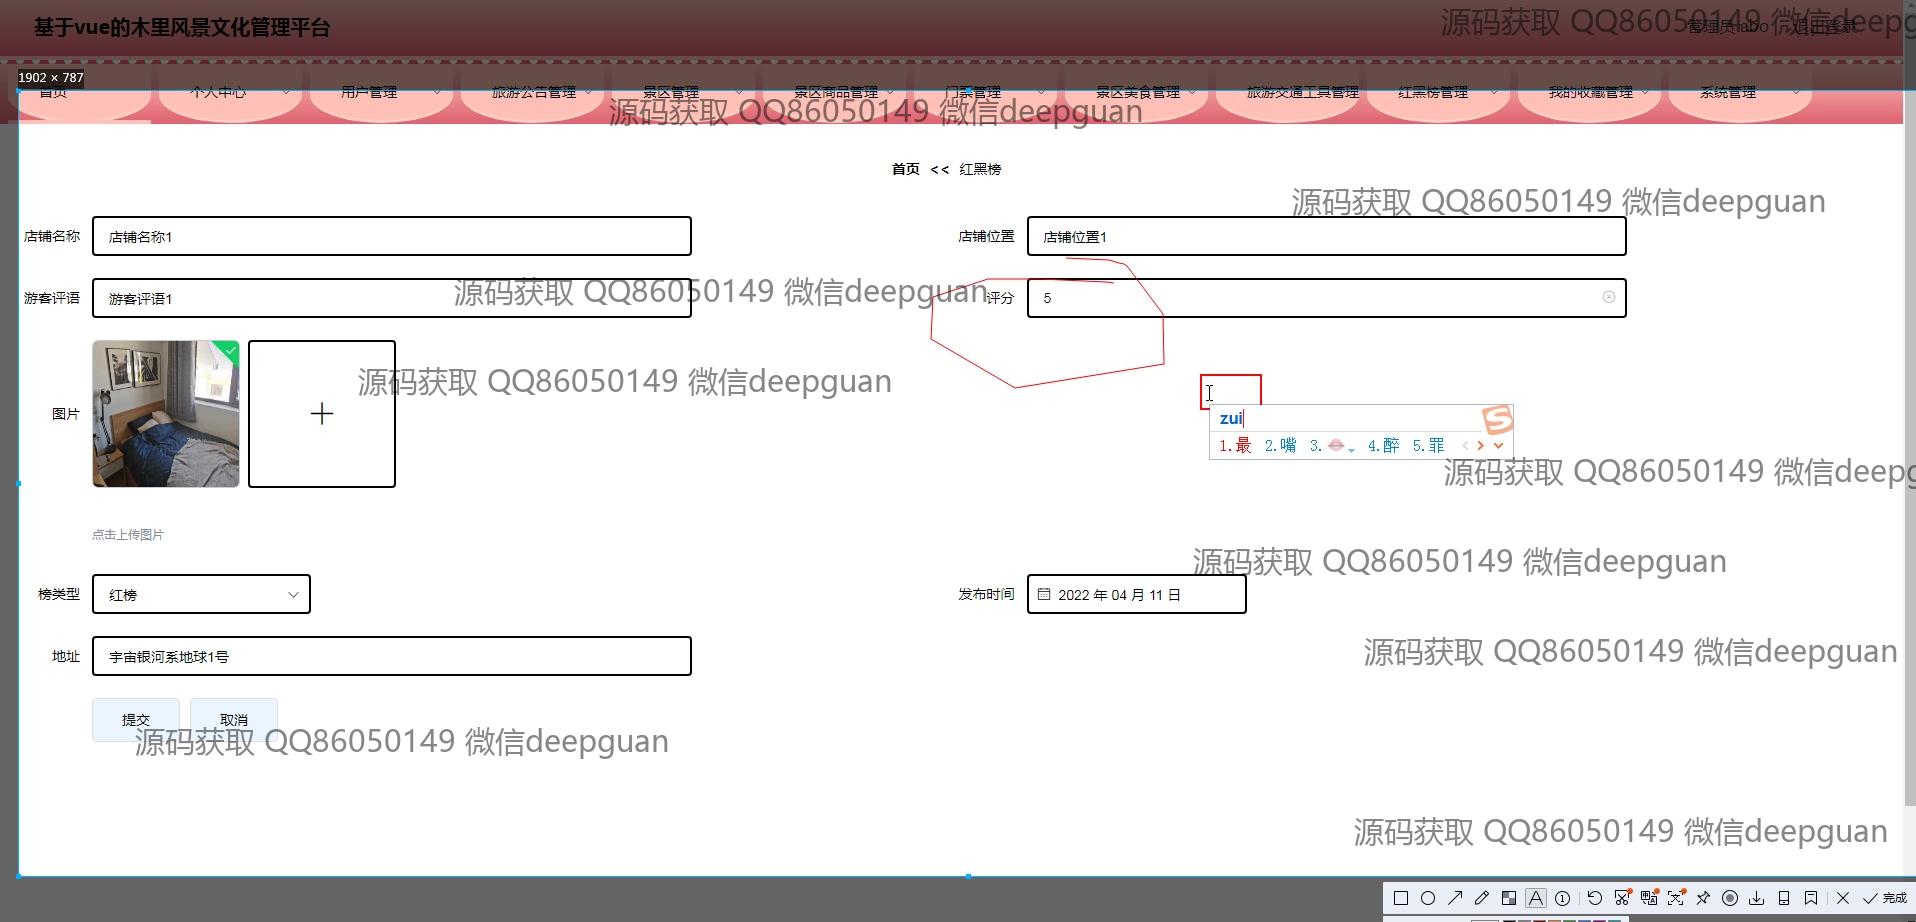 基于vue的木里风景文化管理平台
管理员 abo 退出登录
源码获取 QQ86050149 微信deepg
1902 × 787
首页 个人中心 用户管理 旅游公告管理 景区管理 景区商品管理 门票管理 景区美食管理 旅游交通工具管理 红黑榜管理 我的收藏管理 系统管理
源码获取 QQ86050149 微信deepguan
首页 << 红黑榜
源码获取 QQ86050149 微信deepguan
店铺名称 店铺名称1 店铺位置 店铺位置1
游客评语 游客评语1 评分 5
源码获取 QQ86050149 微信deepguan
源码获取 QQ86050149 微信deepguan
图片
zui
1.最 2.嘴 3. 4.醉 5.罪
源码获取 QQ86050149 微信deepg
点击上传图片
源码获取 QQ86050149 微信deepguan
榜类型 红榜 发布时间 2022 年 04 月 11 日
地址 宇宙银河系地球1号
源码获取 QQ86050149 微信deepguan
提交 取消
源码获取 QQ86050149 微信deepguan
源码获取 QQ86050149 微信deepguan
完成